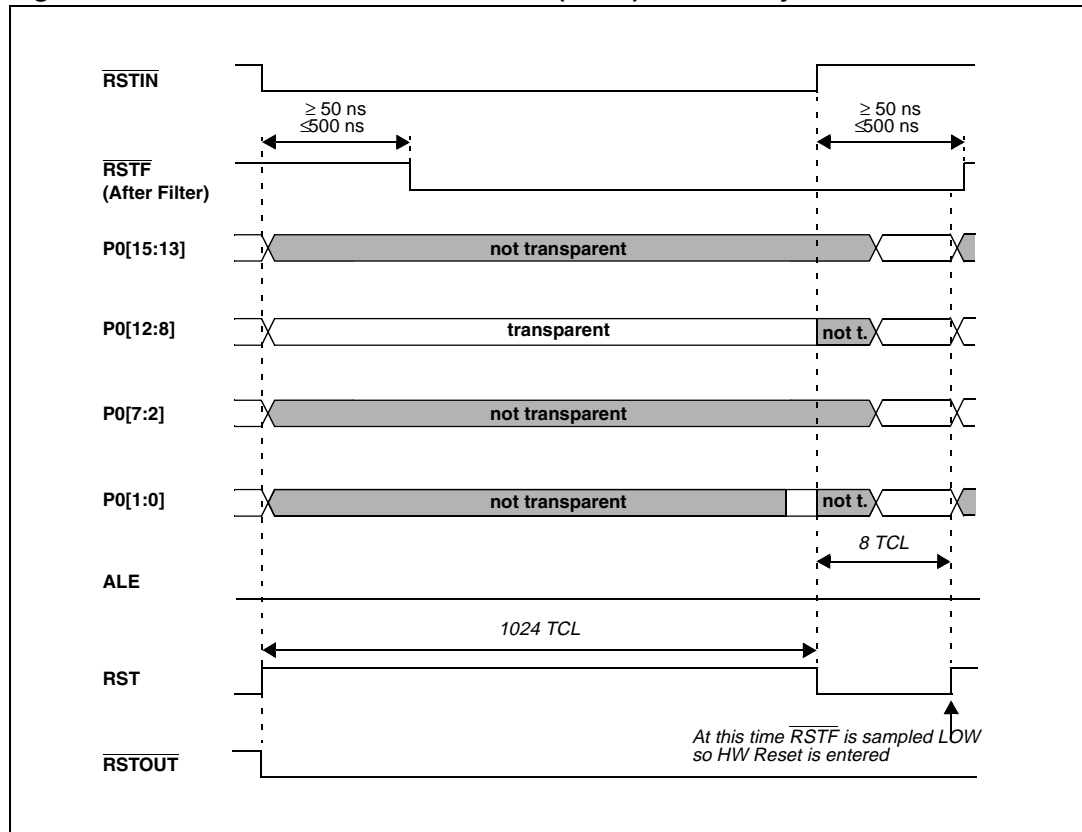 RSTIN
≥ 50 ns
≤500 ns
≥ 50 ns
≤500 ns
RSTF
(After Filter)
P0[15:13]
not transparent
P0[12:8]
transparent
not t.
P0[7:2]
not transparent
P0[1:0]
not transparent
not t.
8 TCL
ALE
1024 TCL
RST
At this time RSTF is sampled LOW
so HW Reset is entered
RSTOUT